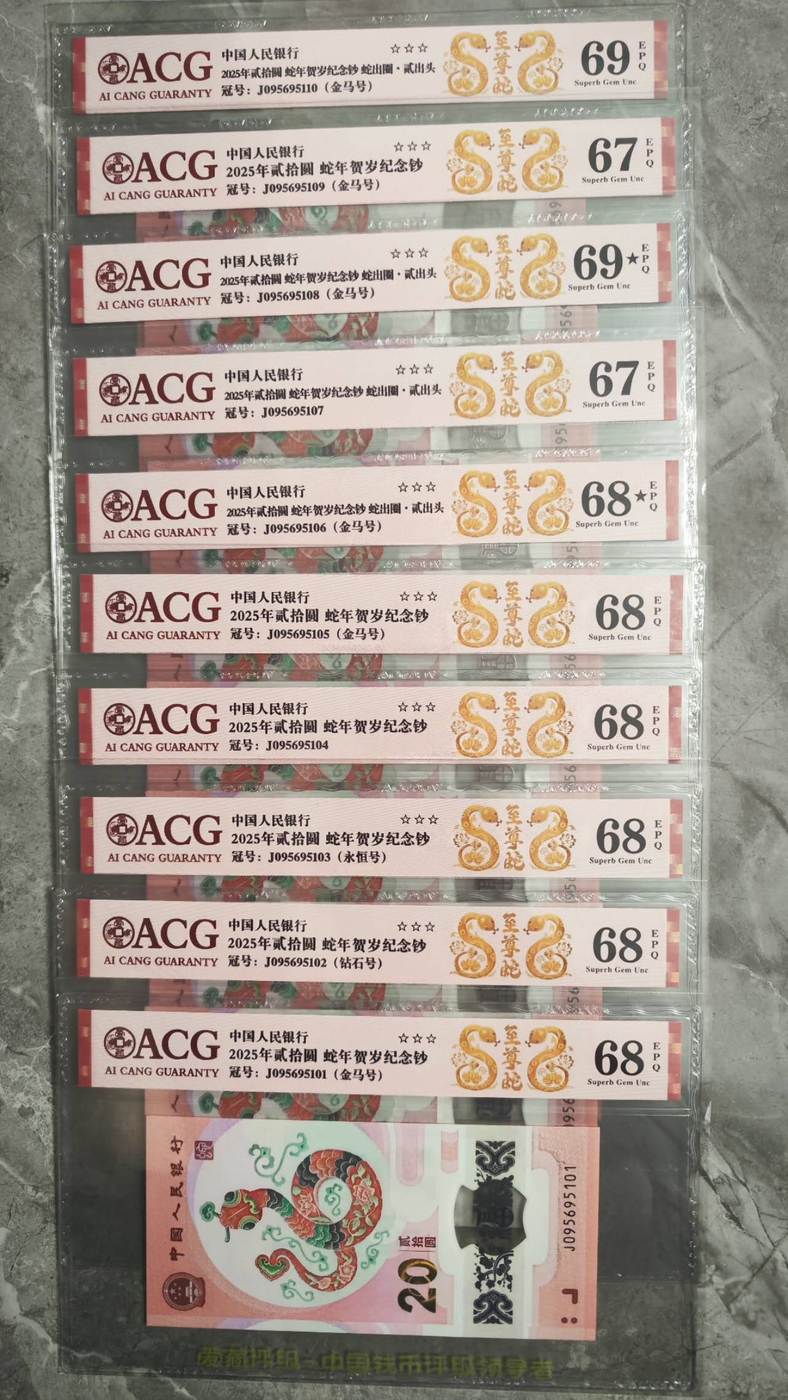 ACG
AI CANG GUARANTY
中国人民银行
☆☆☆
2025年贰拾圆 蛇年贺岁纪念钞 蛇出圈·贰出头
冠号：J095695110（金马号）
至尊蛇
69
EPQ
Superb Gem Unc
ACG
AI CANG GUARANTY
中国人民银行
☆☆☆
2025年贰拾圆 蛇年贺岁纪念钞
冠号：J095695109（金马号）
至尊蛇
67
EPQ
Superb Gem Unc
ACG
AI CANG GUARANTY
中国人民银行
☆☆☆
2025年贰拾圆 蛇年贺岁纪念钞 蛇出圈·贰出头
冠号：J095695108（金马号）
至尊蛇
69★
EPQ
Superb Gem Unc
ACG
AI CANG GUARANTY
中国人民银行
☆☆☆
2025年贰拾圆 蛇年贺岁纪念钞 蛇出圈·贰出头
冠号：J095695107
至尊蛇
67
EPQ
Superb Gem Unc
ACG
AI CANG GUARANTY
中国人民银行
☆☆☆
2025年贰拾圆 蛇年贺岁纪念钞 蛇出圈·贰出头
冠号：J095695106（金马号）
至尊蛇
68★
EPQ
Superb Gem Unc
ACG
AI CANG GUARANTY
中国人民银行
☆☆☆
2025年贰拾圆 蛇年贺岁纪念钞
冠号：J095695105（金马号）
至尊蛇
68
EPQ
Superb Gem Unc
ACG
AI CANG GUARANTY
中国人民银行
☆☆☆
2025年贰拾圆 蛇年贺岁纪念钞
冠号：J095695104
至尊蛇
68
EPQ
Superb Gem Unc
ACG
AI CANG GUARANTY
中国人民银行
☆☆☆
2025年贰拾圆 蛇年贺岁纪念钞
冠号：J095695103（永恒号）
至尊蛇
68
EPQ
Superb Gem Unc
ACG
AI CANG GUARANTY
中国人民银行
☆☆☆
2025年贰拾圆 蛇年贺岁纪念钞
冠号：J095695102（钻石号）
至尊蛇
68
EPQ
Superb Gem Unc
ACG
AI CANG GUARANTY
中国人民银行
☆☆☆
2025年贰拾圆 蛇年贺岁纪念钞
冠号：J095695101（金马号）
至尊蛇
68
EPQ
Superb Gem Unc
中國人民銀行
20
贰拾圆
J095695101